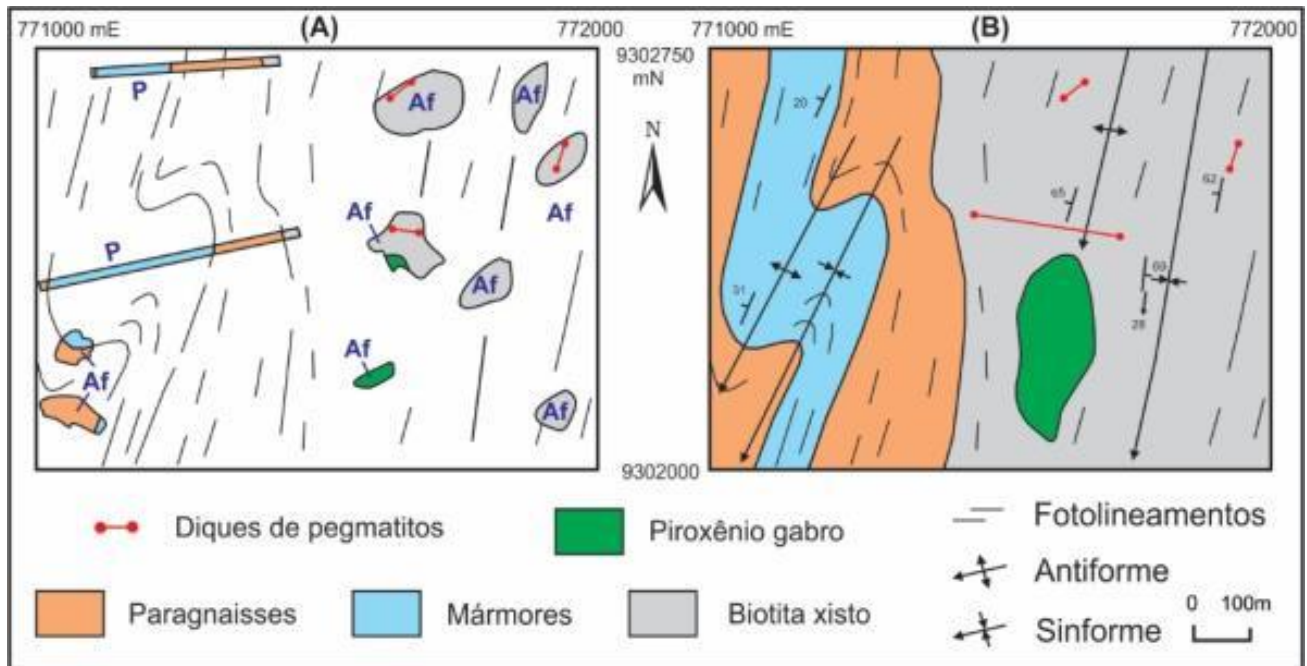 771000 mE (A) 772000 771000 mE (B) 772000
9302750
mN
P
Af
Af
20
N
62
Af
Af
65
P
Af
69
31
28
Af
Af
Af
9302000
Diques de pegmatitos
Piroxênio gabro
Fotolineamentos
Antiforme
Paragnaisses
Mármores
Biotita xisto
0 100m
Sinforme